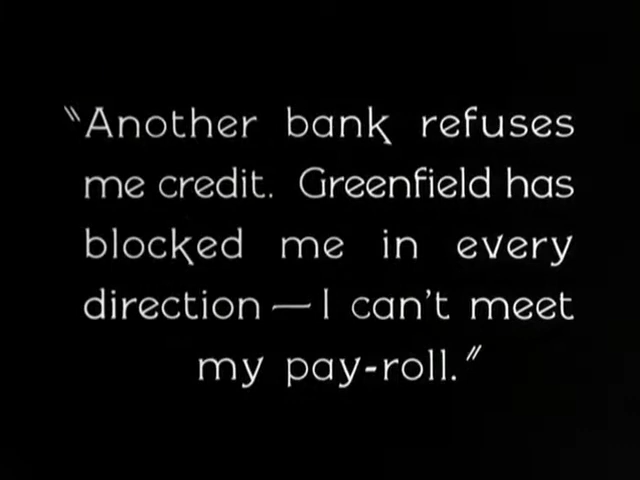 "Another bank refuses
me credit. Greenfield has
blocked me in every
direction — I can't meet
my pay-roll."